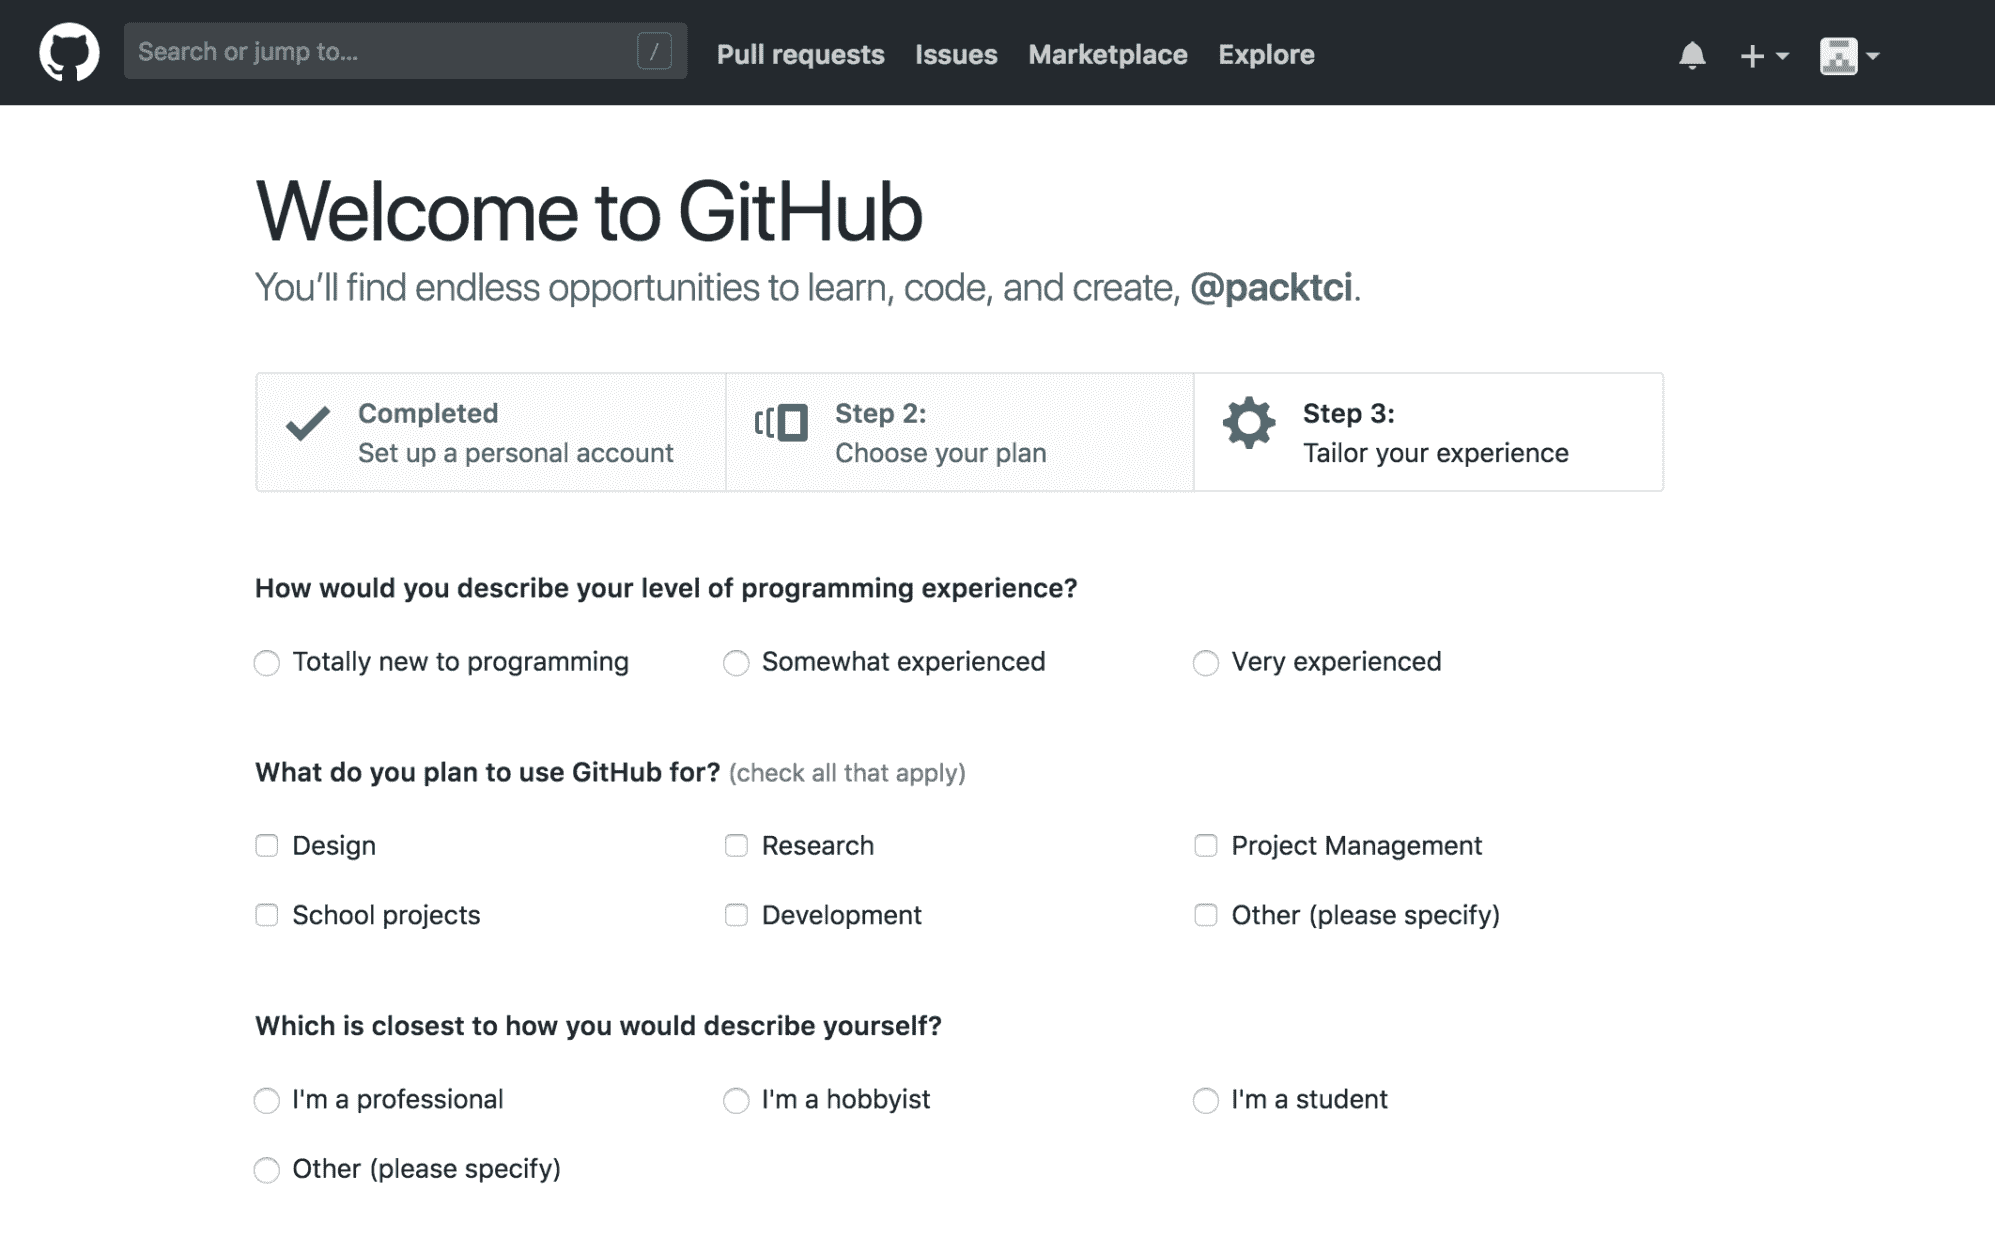 Search or jump to... / Pull requests Issues Marketplace Explore
Welcome to GitHub
You’ll find endless opportunities to learn, code, and create, @packtci.
Completed
Set up a personal account
Step 2:
Choose your plan
Step 3:
Tailor your experience
How would you describe your level of programming experience?
Totally new to programming Somewhat experienced Very experienced
What do you plan to use GitHub for? (check all that apply)
Design Research Project Management
School projects Development Other (please specify)
Which is closest to how you would describe yourself?
I'm a professional I'm a hobbyist I'm a student
Other (please specify)